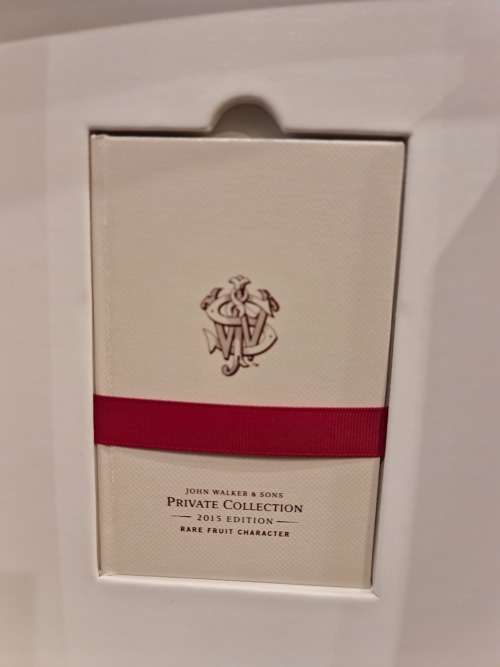 JOHN WALKER & SONS
PRIVATE COLLECTION
2015 EDITION
RARE FRUIT CHARACTER